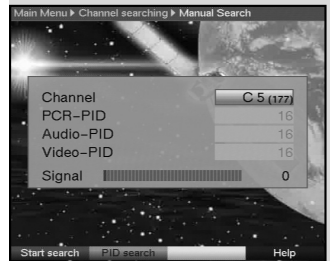 Main Menu ▶ Channel searching ▶ Manual Search
Channel C 5 (177)
PCR-PID 16
Audio-PID 16
Video-PID 16
Signal 0
Start search PID search Help